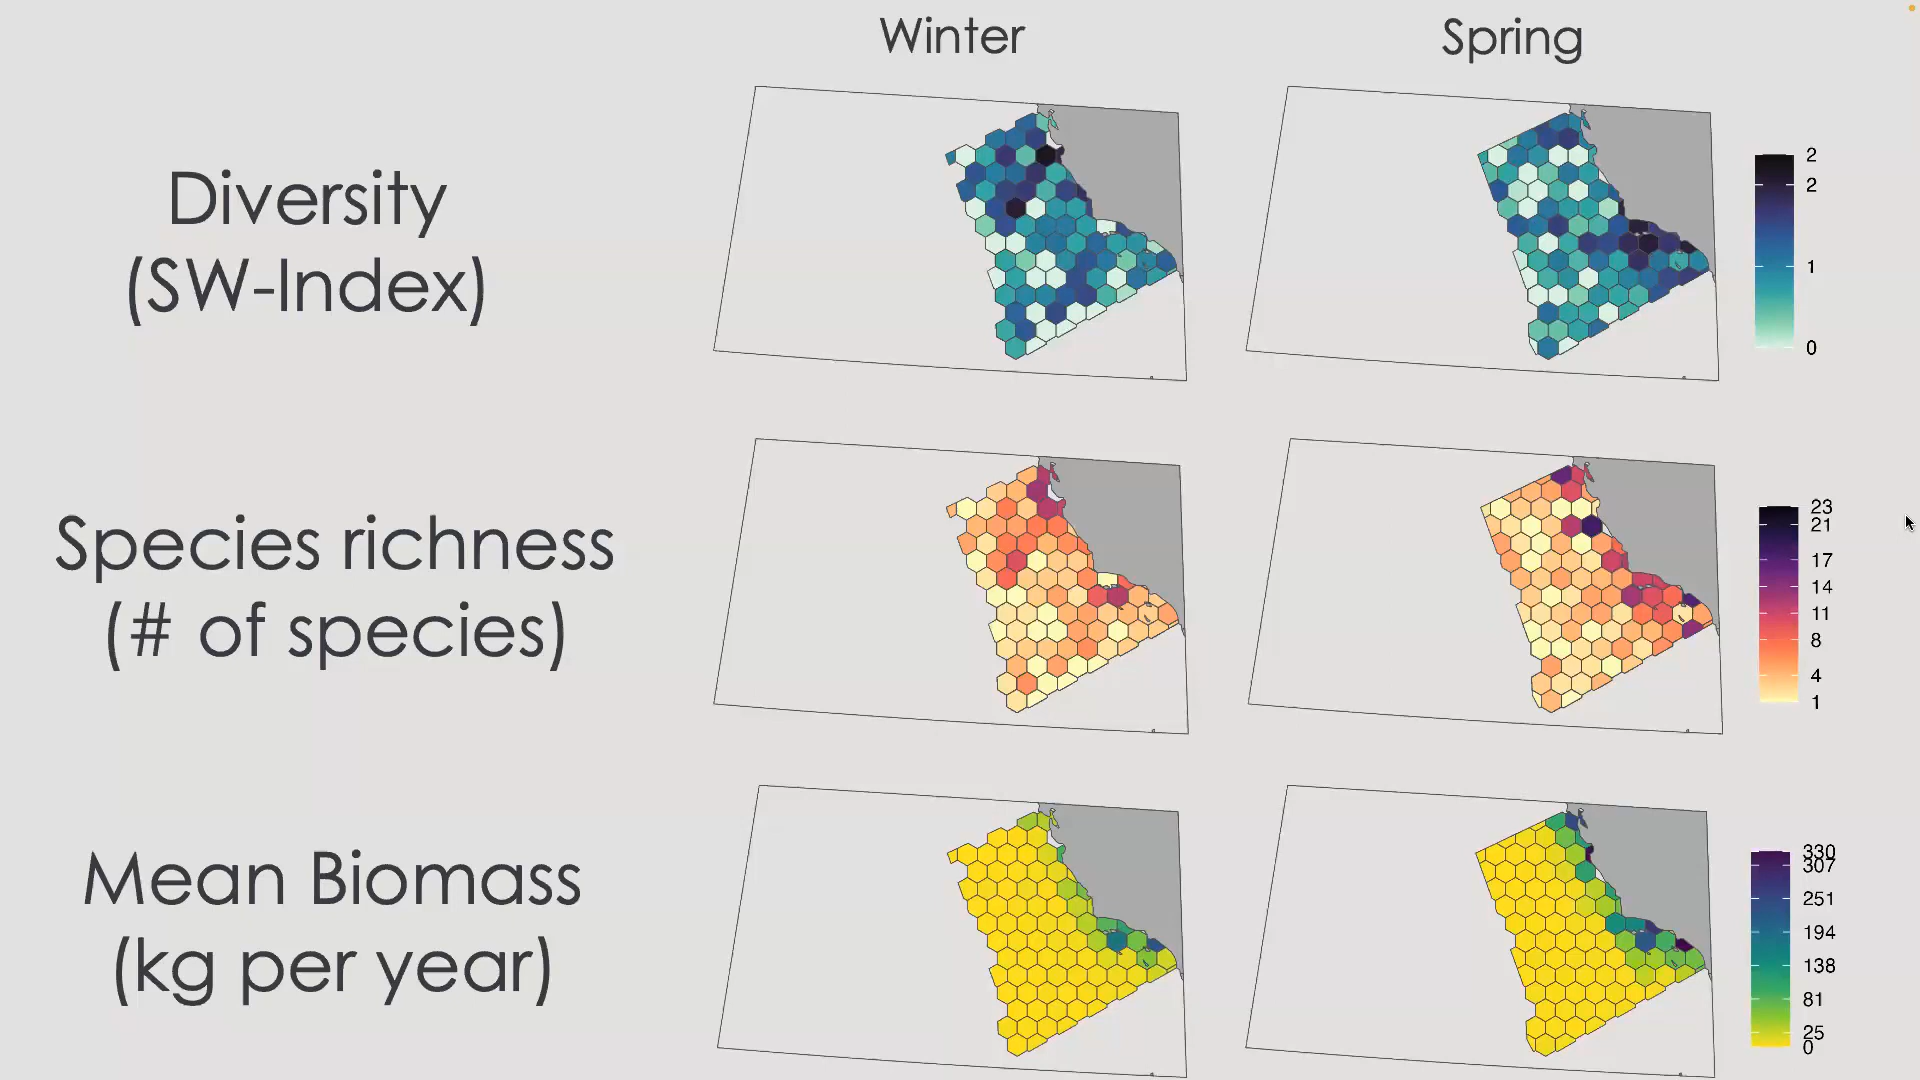 Winter
Spring
Diversity
(SW-Index)
2
2
1
0
Species richness
(# of species)
23
21
17
14
11
8
4
1
Mean Biomass
(kg per year)
330
307
251
194
138
81
25
0